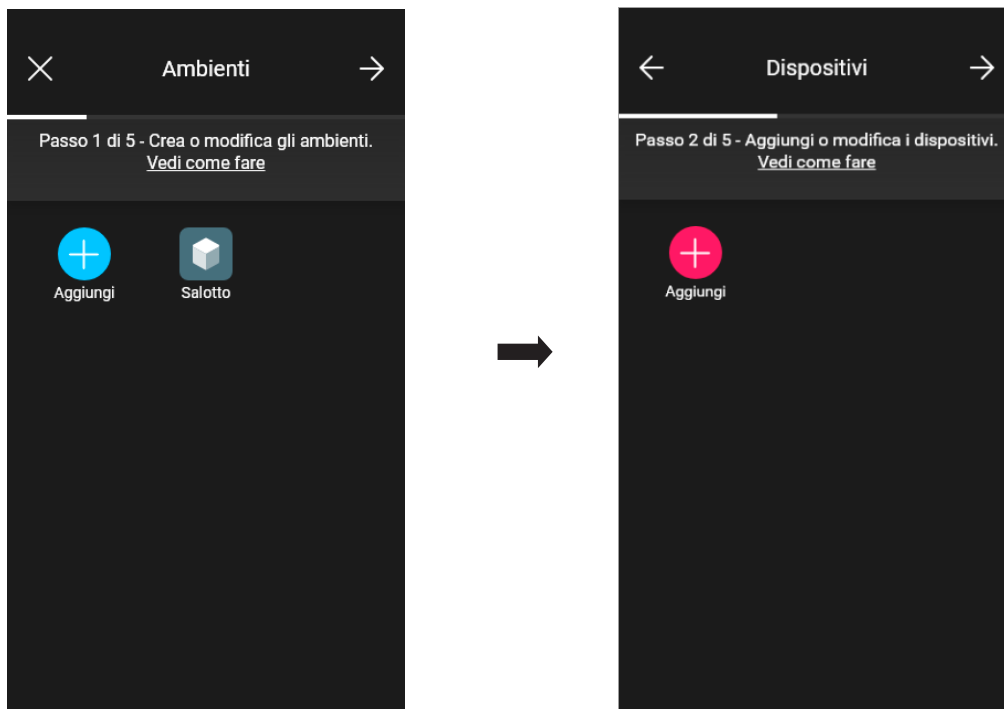 Ambienti
Passo 1 di 5 - Crea o modifica gli ambienti.
Vedi come fare
Aggiungi
Salotto
Dispositivi
Passo 2 di 5 - Aggiungi o modifica i dispositivi.
Vedi come fare
Aggiungi